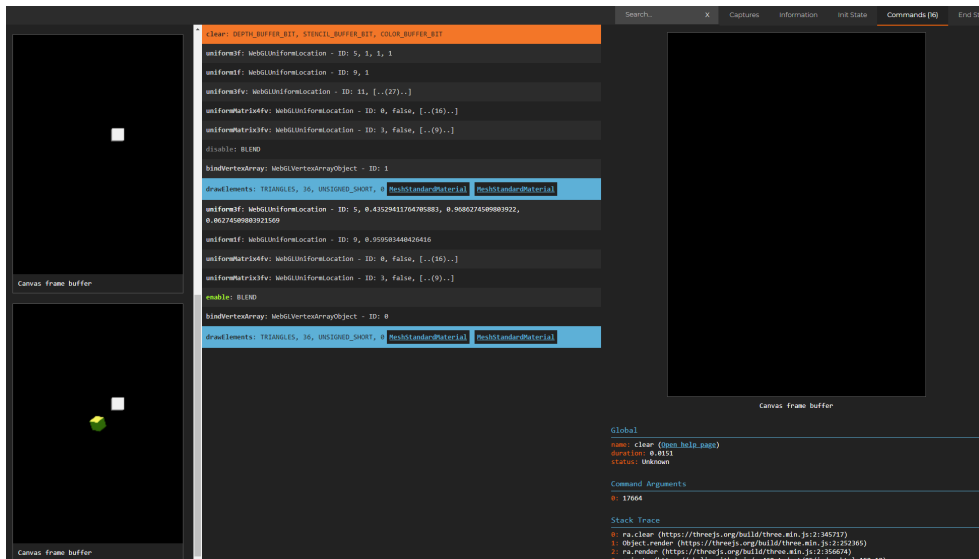 Search... X Captures Information Init State Commands (16) End St
clear: DEPTH_BUFFER_BIT, STENCIL_BUFFER_BIT, COLOR_BUFFER_BIT
uniform3f: WebGLUniformLocation - ID: 5, 1, 1, 1
uniform1f: WebGLUniformLocation - ID: 9, 1
uniform3fv: WebGLUniformLocation - ID: 11, [..(27)..]
uniformMatrix4fv: WebGLUniformLocation - ID: 0, false, [..(16)..]
uniformMatrix3fv: WebGLUniformLocation - ID: 3, false, [..(9)..]
disable: BLEND
bindVertexArray: WebGLVertexArrayObject - ID: 1
drawElements: TRIANGLES, 36, UNSIGNED_SHORT, 0 MeshStandardMaterial MeshStandardMaterial
uniform3f: WebGLUniformLocation - ID: 5, 0.43529411764705883, 0.9686274509803922,
0.06274509803921569
uniform1f: WebGLUniformLocation - ID: 9, 0.959503440426416
uniformMatrix4fv: WebGLUniformLocation - ID: 0, false, [..(16)..]
uniformMatrix3fv: WebGLUniformLocation - ID: 3, false, [..(9)..]
enable: BLEND
bindVertexArray: WebGLVertexArrayObject - ID: 0
drawElements: TRIANGLES, 36, UNSIGNED_SHORT, 0 MeshStandardMaterial MeshStandardMaterial
Canvas frame buffer
Canvas frame buffer
Canvas frame buffer
Global
name: clear (Open help page)
duration: 0.0151
status: Unknown
Command Arguments
0: 17664
Stack Trace
0: ra.clear (https://threejs.org/build/three.min.js:2:345717)
1: Object.render (https://threejs.org/build/three.min.js:2:252365)
2: ra.render (https://threejs.org/build/three.min.js:2:356674)